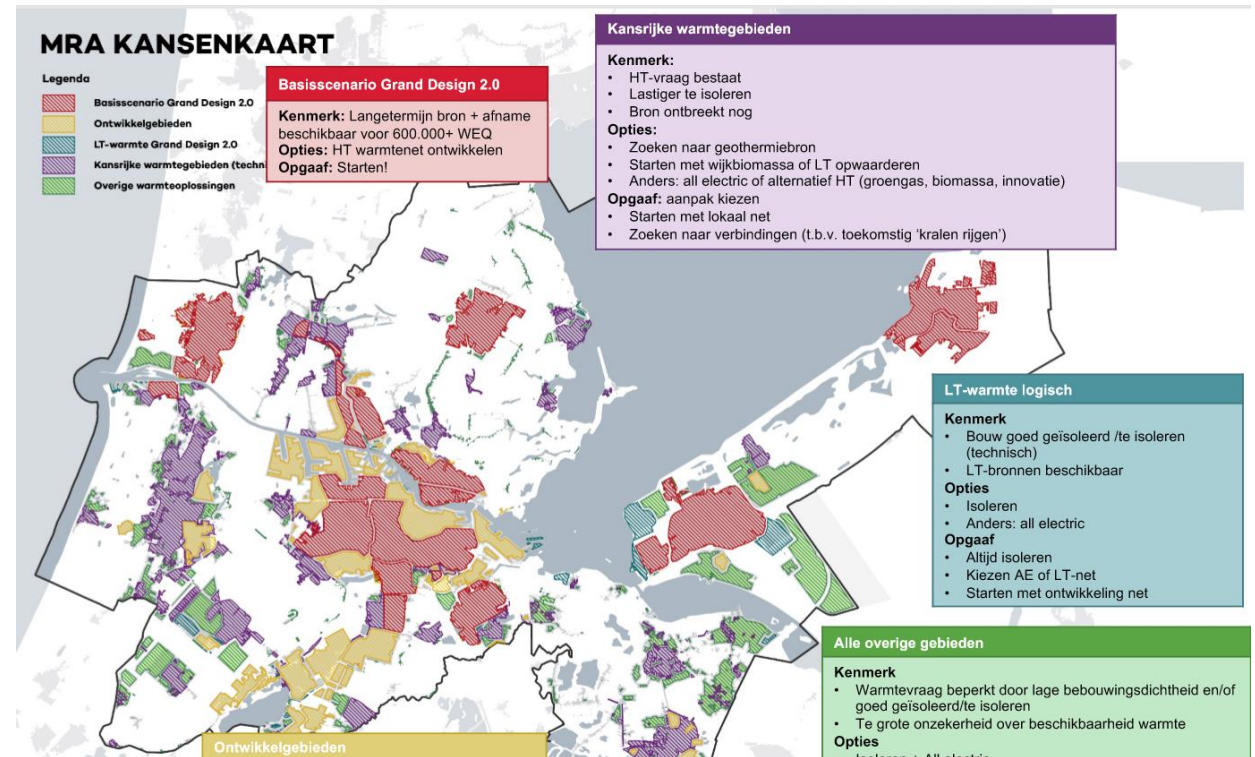 MRA KANSENKAART
Legenda
Basisscenario Grand Design 2.0
Ontwikkelgebieden
LT-warmte Grand Design 2.0
Kansrijke warmtegebieden (techni
Overige warmteoplossingen
Basisscenario Grand Design 2.0
Kenmerk: Langetermijn bron + afname
beschikbaar voor 600.000+ WEQ
Opties: HT warmtenet ontwikkelen
Opgaaf: Starten!
Kansrijke warmtegebieden
Kenmerk:
• HT-vraag bestaat
• Lastiger te isoleren
• Bron ontbreekt nog
Opties:
• Zoeken naar geothermiebron
• Starten met wijkbiomassa of LT opwaarderen
• Anders: all electric of alternatief HT (groengas, biomassa, innovatie)
Opgaaf: aanpak kiezen
• Starten met lokaal net
• Zoeken naar verbindingen (t.b.v. toekomstig ‘kralen rijgen’)
LT-warmte logisch
Kenmerk
• Bouw goed geïsoleerd /te isoleren
(technisch)
• LT-bronnen beschikbaar
Opties
• Isoleren
• Anders: all electric
Opgaaf
• Altijd isoleren
• Kiezen AE of LT-net
• Starten met ontwikkeling net
Alle overige gebieden
Kenmerk
• Warmtevraag beperkt door lage bebouwingsdichtheid en/of
goed geïsoleerd/te isoleren
• Te grote onzekerheid over beschikbaarheid warmte
Opties
Isoleren + All electric
Ontwikkelgebieden